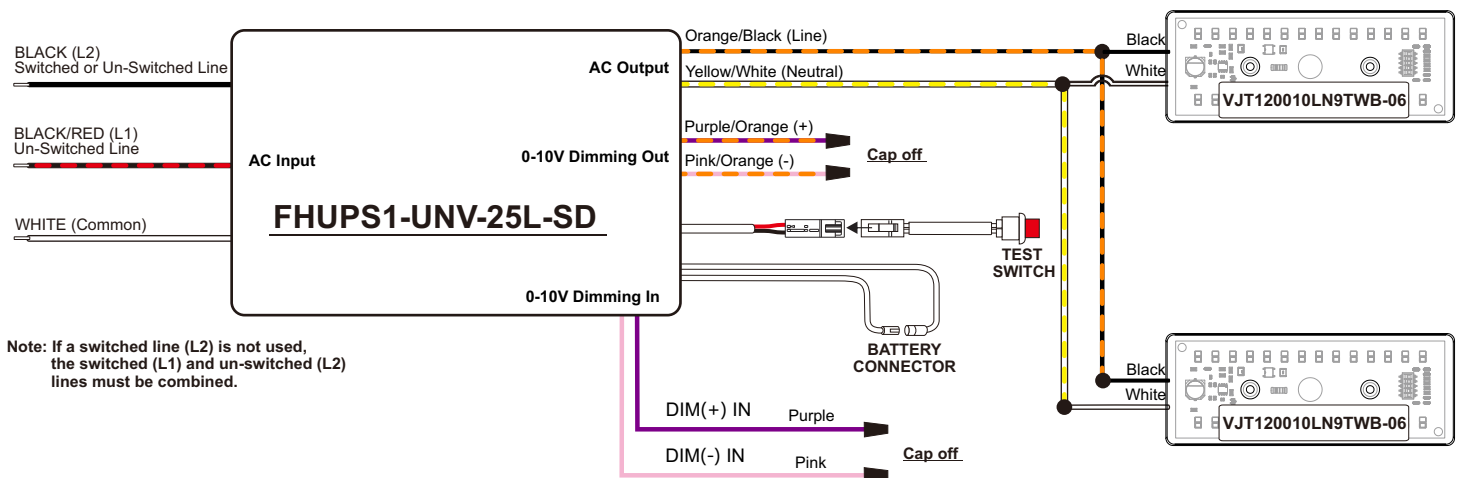 BLACK (L2)
Switched or Un-Switched Line
BLACK/RED (L1)
Un-Switched Line
WHITE (Common)
AC Input
AC Output
0-10V Dimming Out
FHUPS1-UNV-25L-SD
0-10V Dimming In
Orange/Black (Line)
Yellow/White (Neutral)
Purple/Orange (+)
Pink/Orange (-)
Cap off
TEST
SWITCH
BATTERY
CONNECTOR
Black
White
VJT120010LN9TWB-06
Black
White
VJT120010LN9TWB-06
Note: If a switched line (L2) is not used,
the switched (L1) and un-switched (L2)
lines must be combined.
DIM(+) IN
Purple
DIM(-) IN
Pink
Cap off